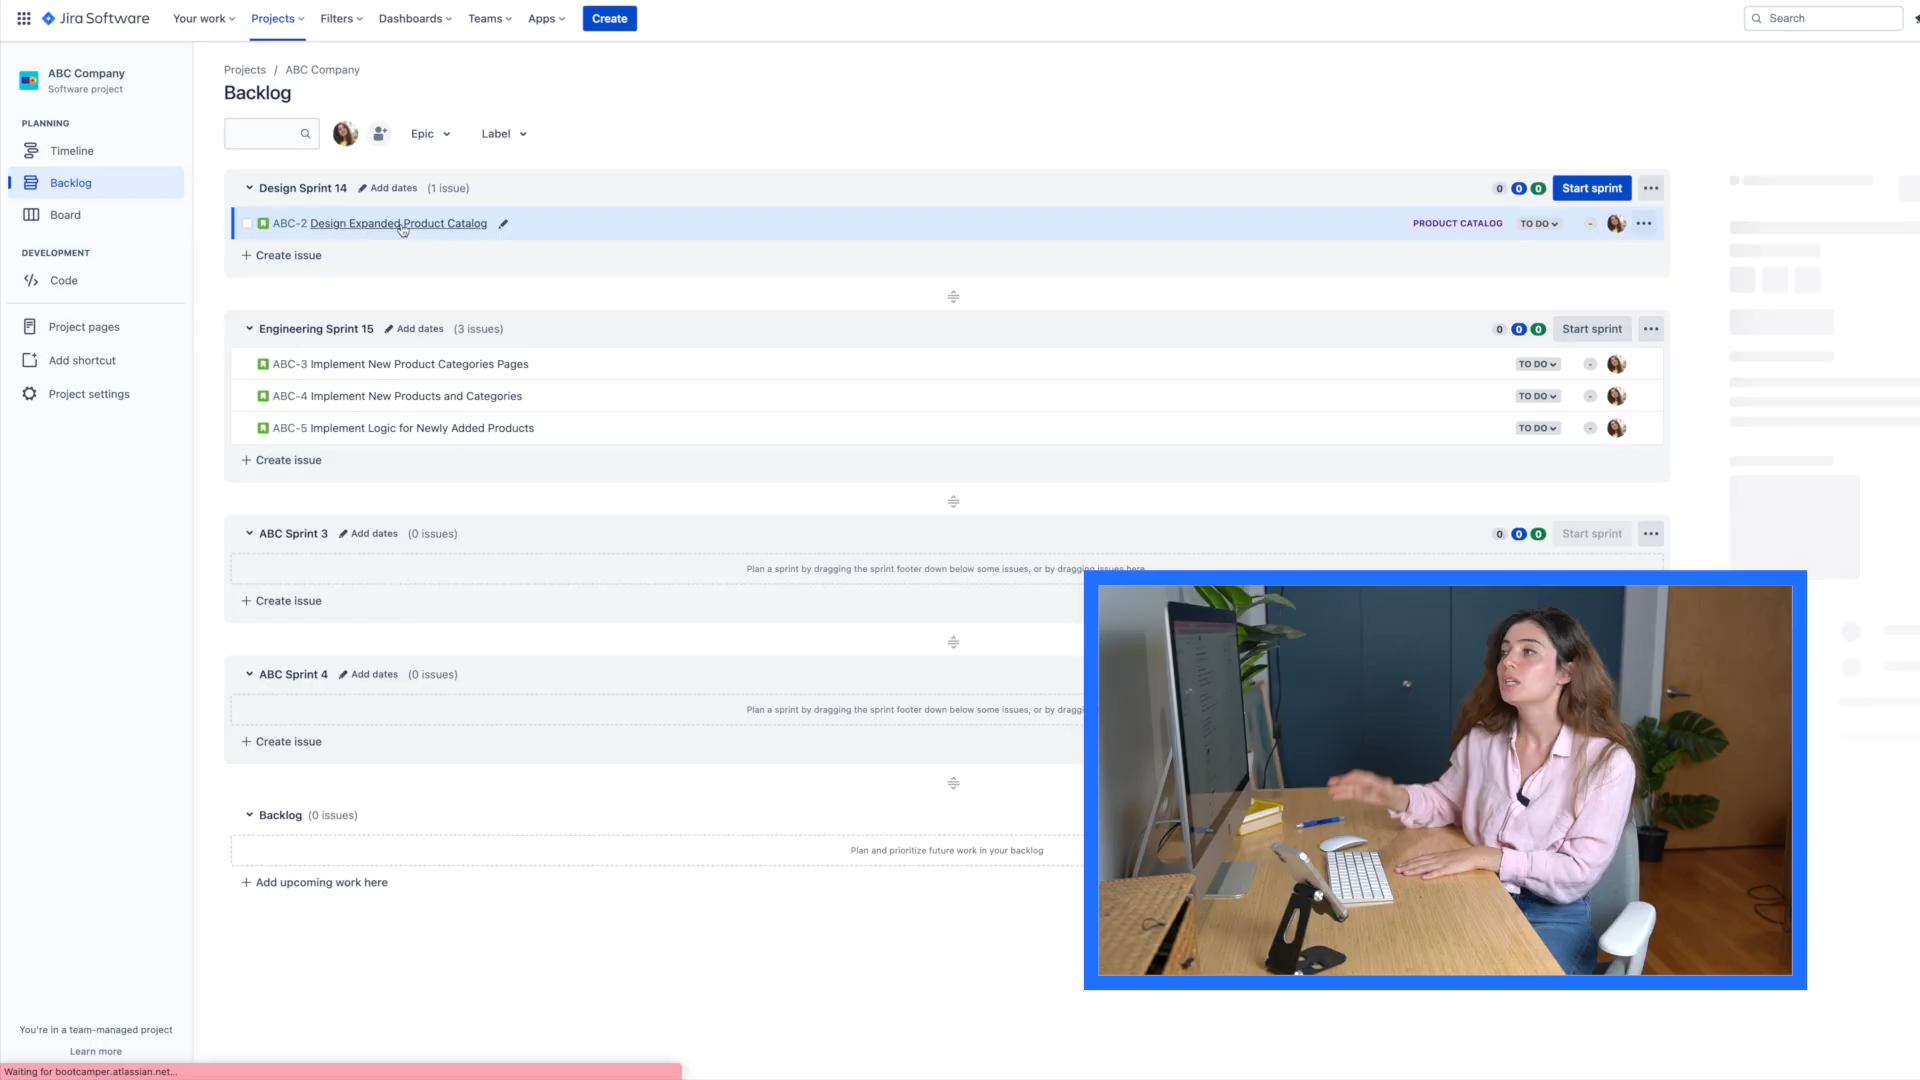 Jira Software Your work Projects Filters Dashboards Teams Apps Create Search
ABC Company
Software project
PLANNING
Timeline
Backlog
Board
DEVELOPMENT
Code
Project pages
Add shortcut
Project settings
You're in a team-managed project
Learn more
Waiting for bootcamper.atlassian.net...
Projects / ABC Company
Backlog
Epic Label
Design Sprint 14 Add dates (1 issue) 0 0 0 Start sprint
ABC-2 Design Expanded Product Catalog PRODUCT CATALOG TO DO -
+ Create issue
Engineering Sprint 15 Add dates (3 issues) 0 0 0 Start sprint
ABC-3 Implement New Product Categories Pages TO DO -
ABC-4 Implement New Products and Categories TO DO -
ABC-5 Implement Logic for Newly Added Products TO DO -
+ Create issue
ABC Sprint 3 Add dates (0 issues) 0 0 0 Start sprint
Plan a sprint by dragging the sprint footer down below some issues, or by dragging issues here.
+ Create issue
ABC Sprint 4 Add dates (0 issues)
Plan a sprint by dragging the sprint footer down below some issues, or by draggi
+ Create issue
Backlog (0 issues)
Plan and prioritize future work in your backlog
+ Add upcoming work here